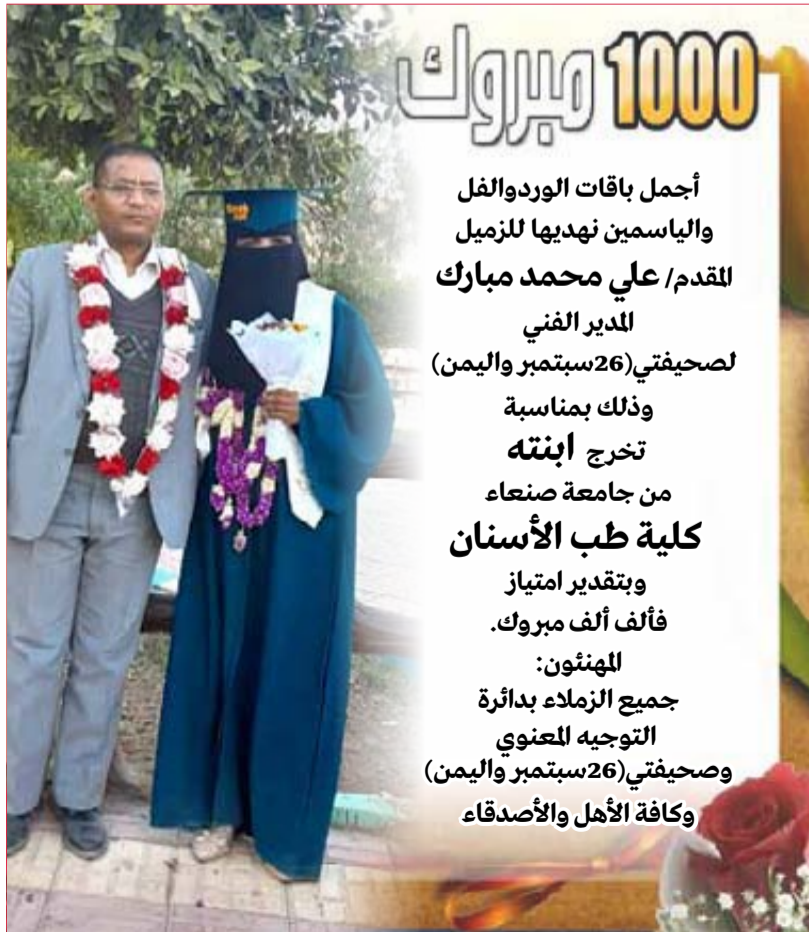 1000 مبروك
أجمل باقات الوردوالفل
والياسمين نهديها للزميل
المقدم/ علي محمد مبارك
المدير الفني
لصحيفتي(26سبتمبر واليمن)
وذلك بمناسبة
تخرج ابنته
من جامعة صنعاء
كلية طب الأسنان
وبتقدير امتياز
فألف ألف مبروك.
المهنئون:
جميع الزملاء بدائرة
التوجيه المعنوي
وصحيفتي(26سبتمبر واليمن)
وكافة الأهل والأصدقاء